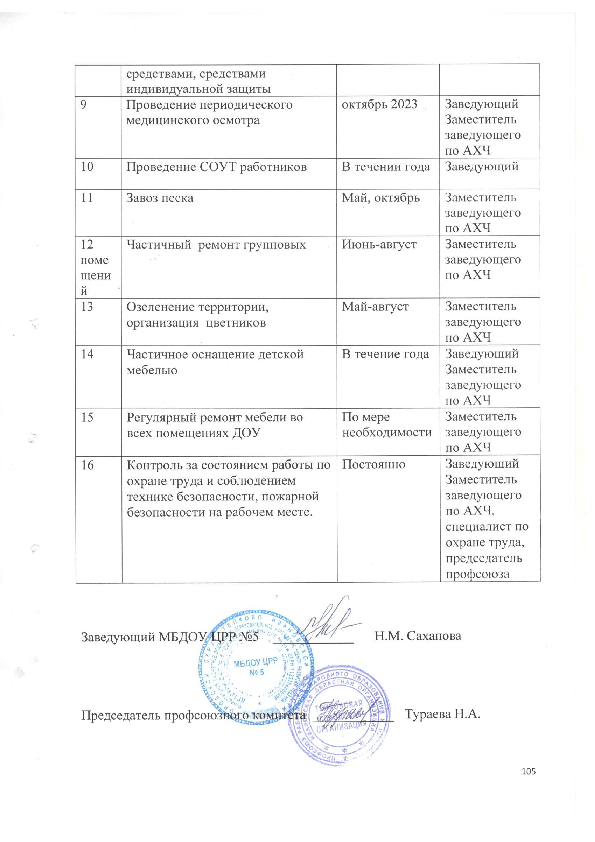 средствами, средствами
индивидуальной защиты
9 Проведение периодического октябрь 2023 Заведующий
медицинского осмотра Заместитель
заведующего
по АХЧ
10 Проведение СОУТ работников В течении года Заведующий
11 Завоз песка Май, октябрь Заместитель
заведующего
по АХЧ
12 Частичный ремонт групповых Июнь-август Заместитель
поме заведующего
щени по АХЧ
й
13 Озеленение территории, Май-август Заместитель
организация цветников заведующего
по АХЧ
14 Частичное оснащение детской В течение года Заведующий
мебелью Заместитель
заведующего
по АХЧ
15 Регулярный ремонт мебели во По мере Заместитель
всех помещениях ДОУ необходимости заведующего
по АХЧ
16 Контроль за состоянием работы по Постоянно Заведующий
охране труда и соблюдением Заместитель
технике безопасности, пожарной заведующего
безопасности на рабочем месте. по АХЧ,
специалист по
охране труда,
председатель
профсоюза
Заведующий МБДОУ ЦРР №5 Н.М. Сахапова
МБДОУ ЦРР
№ 5
Председатель профсоюзного комитета Тураева Н.А.
ОРГАНИЗАЦИЯ
105